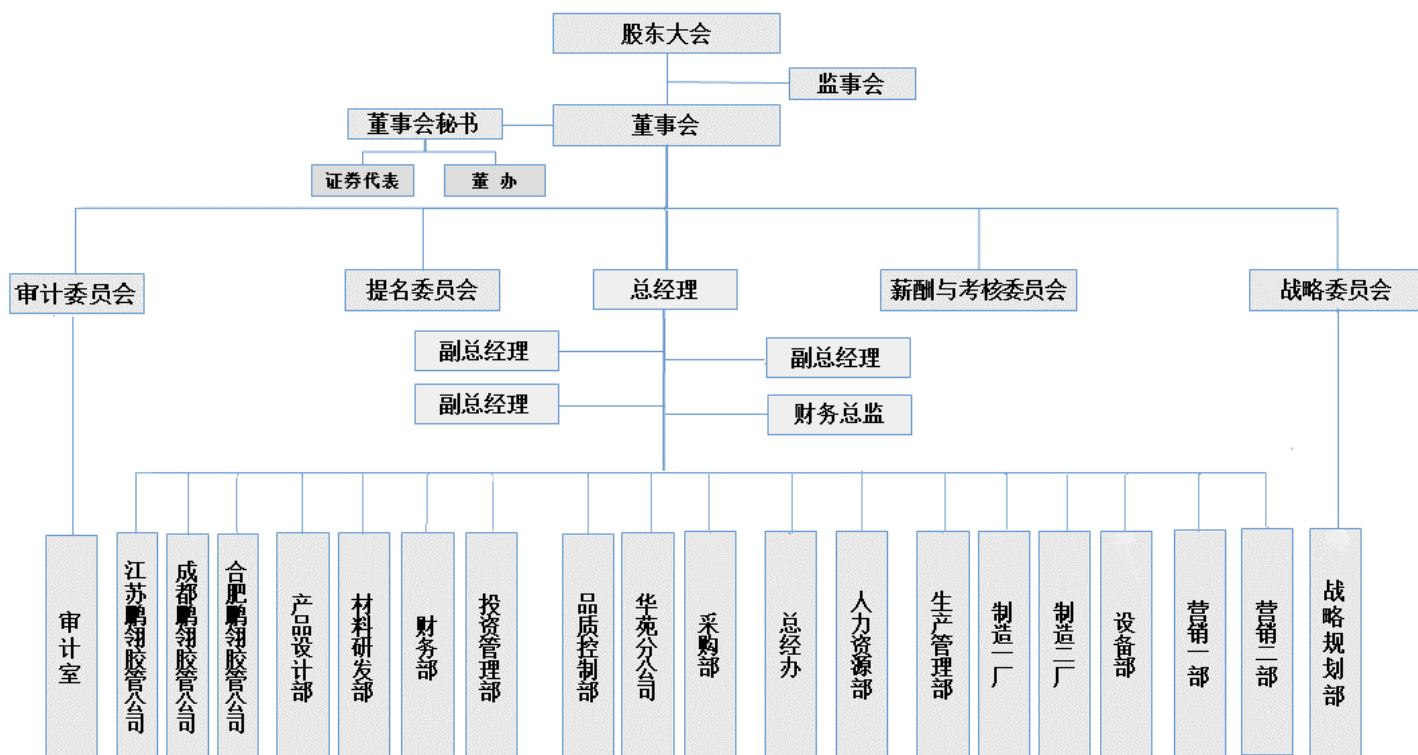 股东大会
监事会
董事会秘书
董事会
证券代表
董 办
审计委员会
提名委员会
总经理
薪酬与考核委员会
战略委员会
副总经理
副总经理
副总经理
财务总监
审计室
江苏鹏翎胶管公司
成都鹏翎胶管公司
合肥鹏翎胶管公司
产品设计部
材料研发部
财务部
投资管理部
品质控制部
华苑分公司
采购部
总经办
人力资源部
生产管理部
制造一厂
制造二厂
设备部
营销一部
营销二部
战略规划部